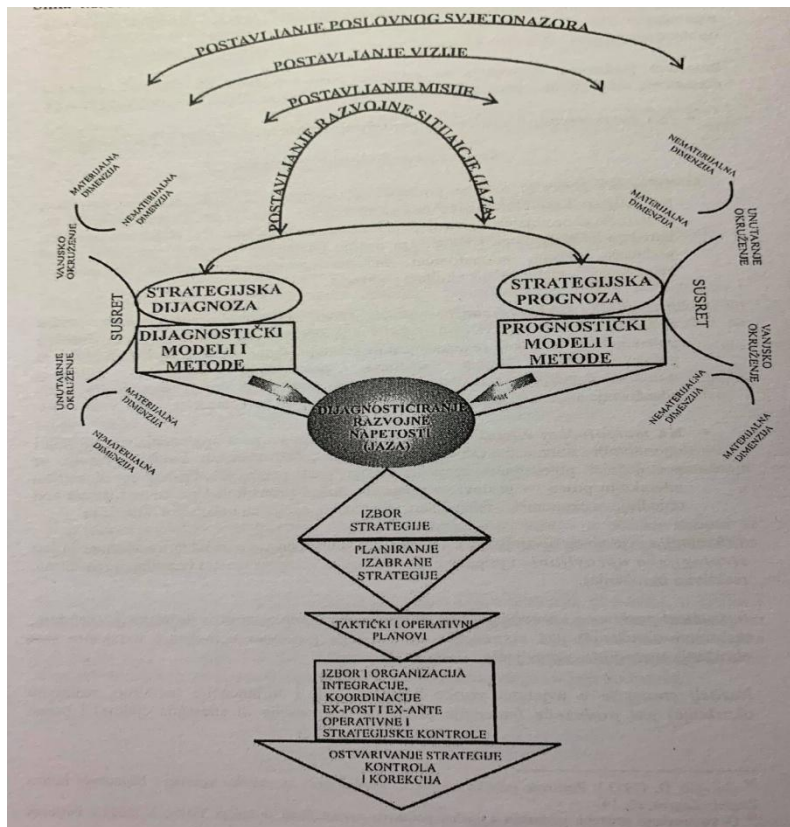 POSTAVLJANJE POSLOVNOG SVJETONAZORA
POSTAVLJANJE VIZIJE
POSTAVLJANJE MISIJE
POSTAVLJANJE RAZVOJNE SITUAICJE (JAZA)
MATERIJALNA
DIMENZIJA
NEMATERIJALNA
DIMENZIJA
VANJSKO
OKRUŽENJE
SUSRET
UNUTARNJE
OKRUŽENJE
MATERIJALNA
DIMENZIJA
NEMATERIJALNA
DIMENZIJA
STRATEGIJSKA
DIJAGNOZA
DIJAGNOSTIČKI
MODELI I
METODE
NEMATERIJALNA
DIMENZIJA
MATERIJALNA
DIMENZIJA
UNUTARNJE
OKRUŽENJE
STRATEGIJSKA
PROGNOZA
SUSRET
PROGNOSTIČKI
MODELI I
METODE
VANJSKO
OKRUŽENJE
NEMATERIJALNA
DIMENZIJA
MATERIJALNA
DIMENZIJA
DIJAGNOSTICIRANJE
RAZVOJNE
NAPETOSTI
(JAZA)
IZBOR
STRATEGIJE
PLANIRANJE
IZABRANE
STRATEGIJE
TAKTIČKI I OPERATIVNI
PLANOVI
IZBOR I ORGANIZACIJA
INTEGRACIJE,
KOORDINACIJE
EX-POST I EX-ANTE
OPERATIVNE I
STRATEGIJSKE KONTROLE
OSTVARIVANJE STRATEGIJE
KONTROLA
I KOREKCIJA